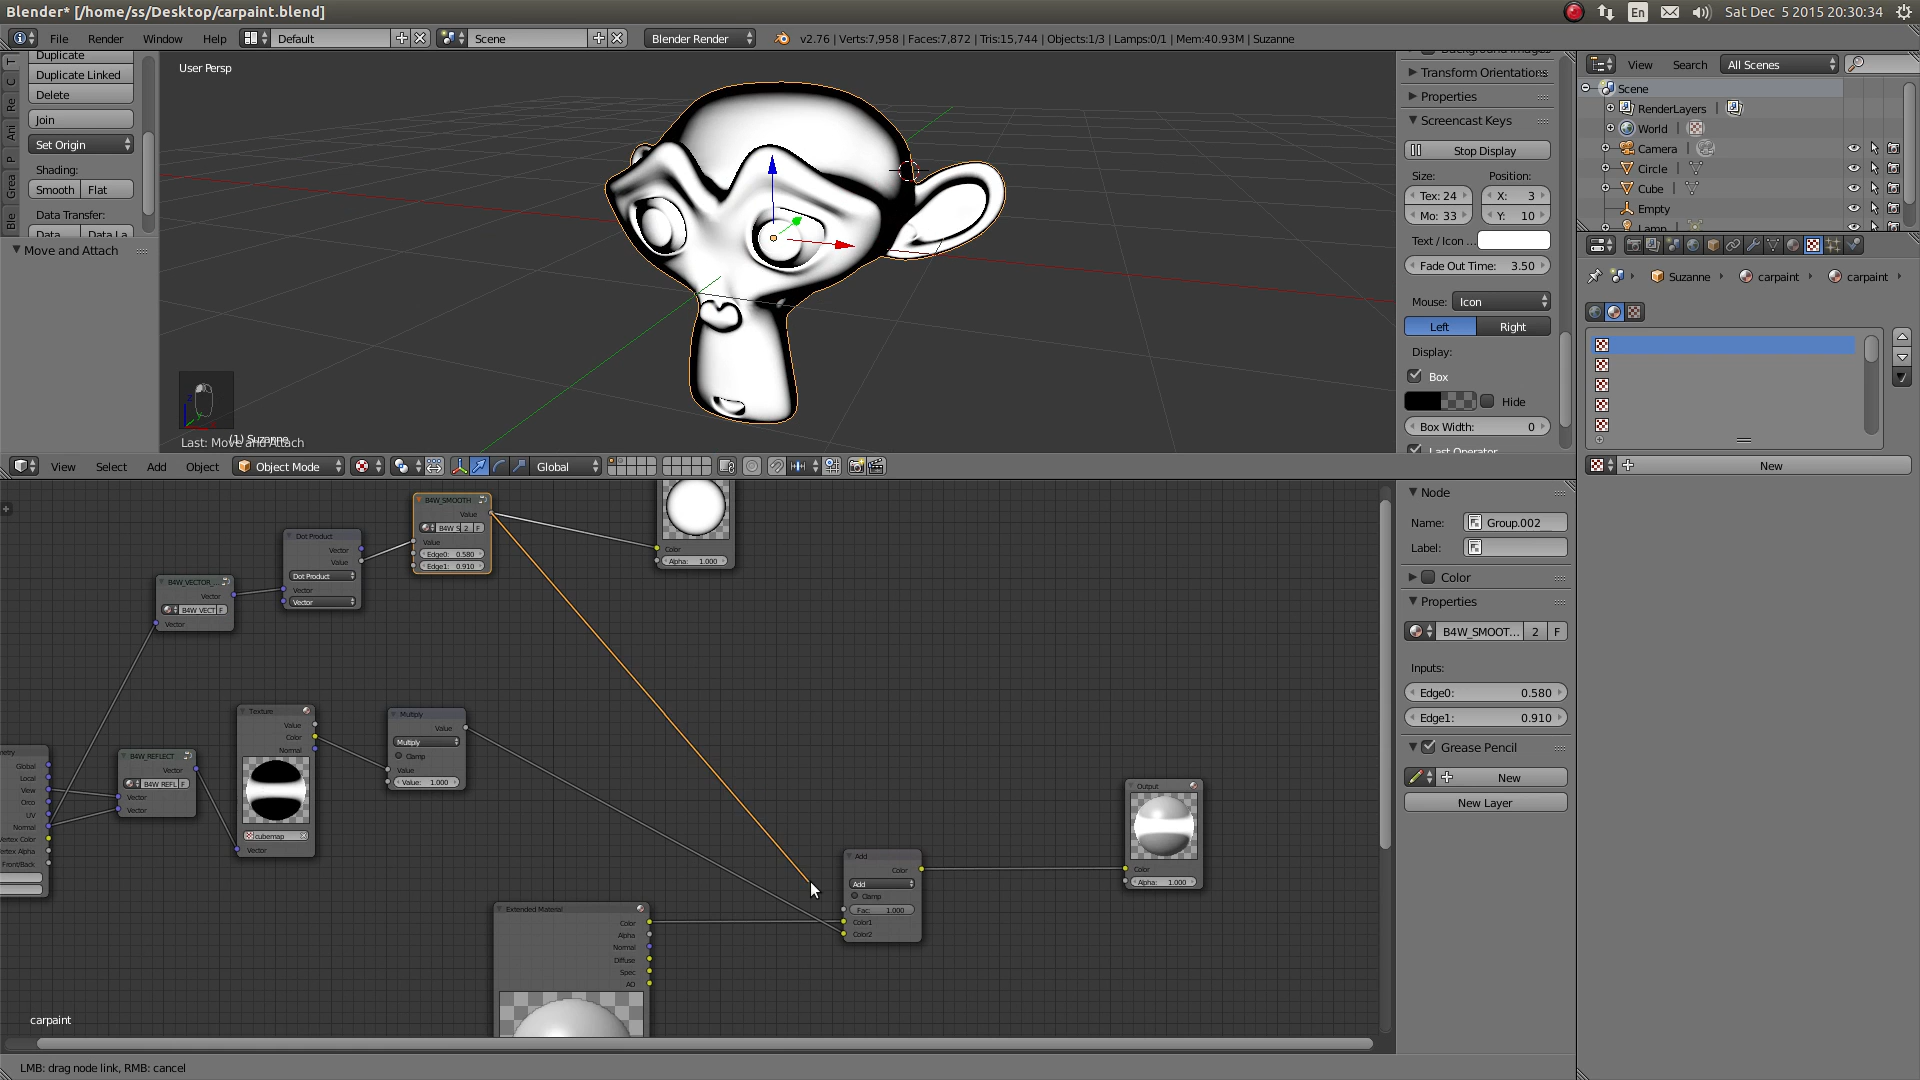 Blender* [/home/ss/Desktop/carpaint.blend]
En
Sat Dec 5 2015 20:30:34
File Render Window Help
Default
Scene
Blender Render
v2.76 | Verts:7,958 | Faces:7,872 | Tris:15,744 | Objects:1/3 | Lamps:0/1 | Mem:40.93M | Suzanne
T
C
Re
Ani
P
Grea
Ble
Duplicate
Duplicate Linked
Delete
Join
Set Origin
Shading:
Smooth Flat
Data Transfer:
Data Data La
Move and Attach
User Persp
Last: Move and Attach
(1) Suzanne
Background Images
Transform Orientations
Properties
Screencast Keys
Stop Display
Size: Position:
Tex: 24 X: 3
Mo: 33 Y: 10
Text / Icon ...
Fade Out Time: 3.50
Mouse: Icon
Left Right
Display:
Box
Hide
Box Width: 0
Last Operator
View Search All Scenes
Scene
RenderLayers
World
Camera
Circle
Cube
Empty
Lamp
Suzanne carpaint carpaint
New
View Select Add Object Object Mode Global
B4W_SMOOTH.
Value
B4W S 2 F
Value
Edge0: 0.580
Edge1: 0.910
Color
Alpha: 1.000
Dot Product
Vector
Value
Dot Product
Vector
Vector
B4W_VECTOR_...
Vector
B4W VECT F
Vector
Texture
Value
Color
Normal
cubemap
Vector
Multiply
Value
Multiply
Clamp
Value
Value: 1.000
B4W_REFLECT
Vector
B4W REFL F
Vector
Vector
metry
Global
Local
View
Orco
UV
Normal
Vertex Color
Vertex Alpha
Front/Back
Output
Color
Alpha: 1.000
Add
Color
Add
Clamp
Fac: 1.000
Color1
Color2
Extended Material
Color
Alpha
Normal
Diffuse
Spec
AO
carpaint
Node
Name: Group.002
Label:
Color
Properties
B4W_SMOOT... 2 F
Inputs:
Edge0: 0.580
Edge1: 0.910
Grease Pencil
New
New Layer
LMB: drag node link, RMB: cancel